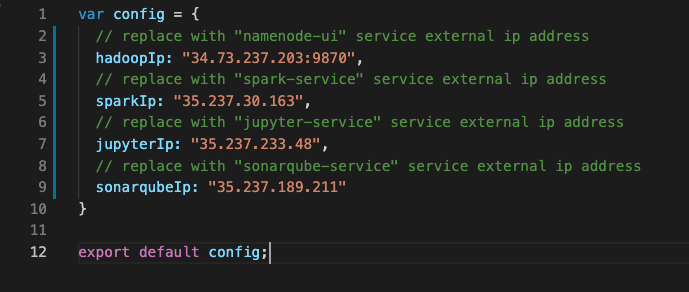 1 var config = {
2 // replace with "namenode-ui" service external ip address
3 hadoopIp: "34.73.237.203:9870",
4 // replace with "spark-service" service external ip address
5 sparkIp: "35.237.30.163",
6 // replace with "jupyter-service" service external ip address
7 jupyterIp: "35.237.233.48",
8 // replace with "sonarqube-service" service external ip address
9 sonarqubeIp: "35.237.189.211"
10 }
11
12 export default config;